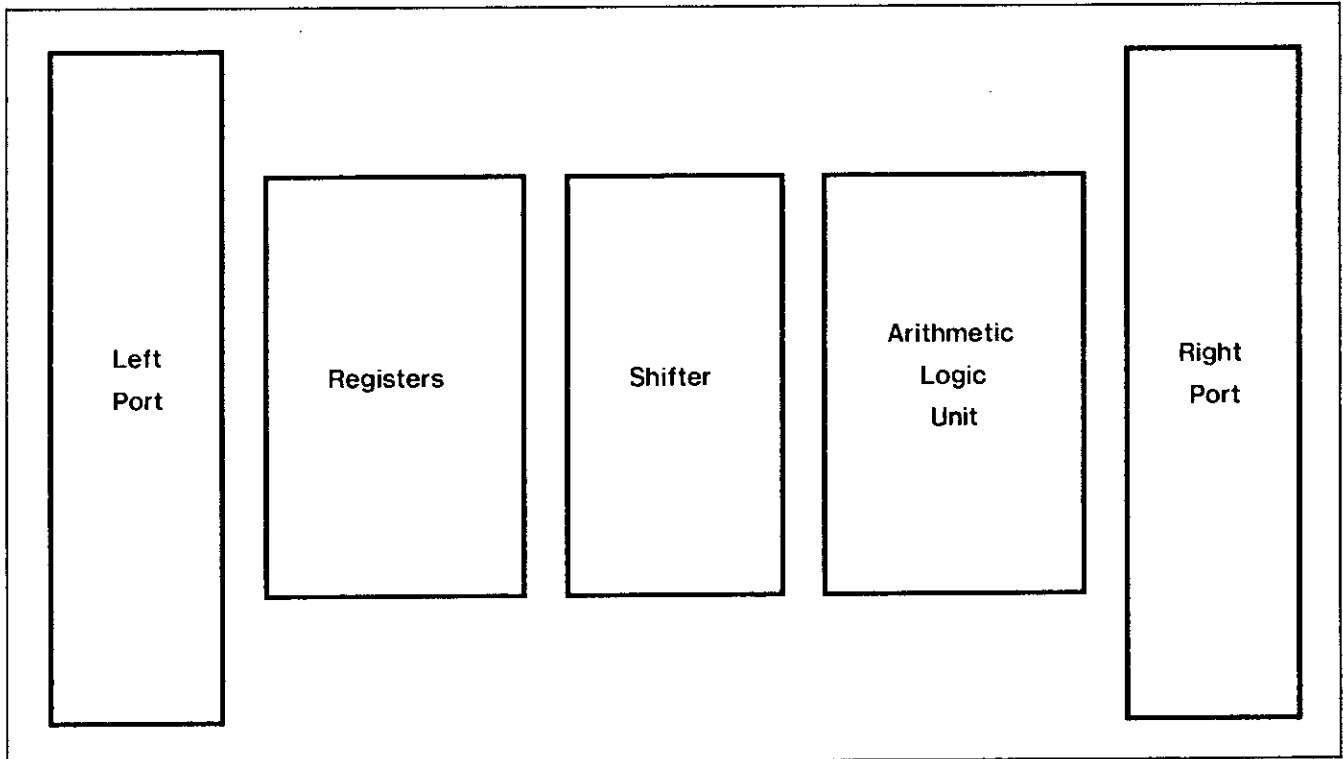 Left
Port
Registers
Shifter
Arithmetic
Logic
Unit
Right
Port